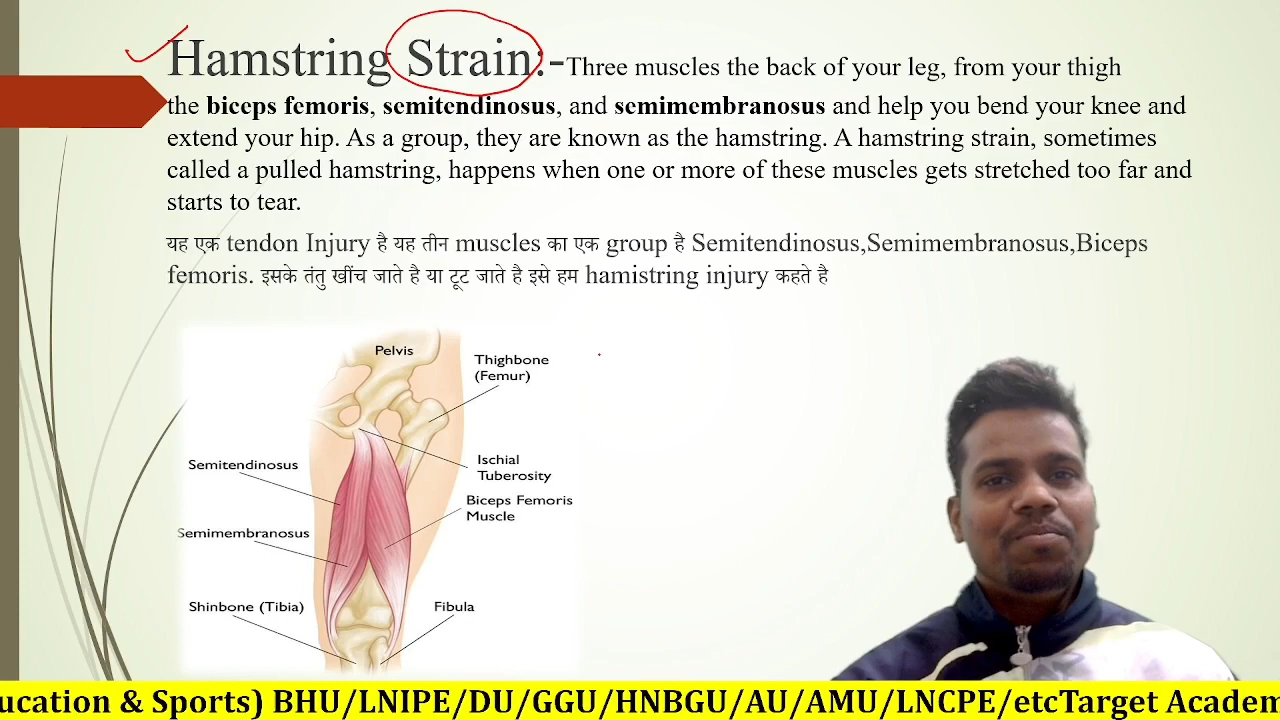 Hamstring Strain:-Three muscles the back of your leg, from your thigh
the biceps femoris, semitendinosus, and semimembranosus and help you bend your knee and
extend your hip. As a group, they are known as the hamstring. A hamstring strain, sometimes
called a pulled hamstring, happens when one or more of these muscles gets stretched too far and
starts to tear.
यह एक tendon Injury है यह तीन muscles का एक group है Semitendinosus,Semimembranosus,Biceps
femoris. इसके तंतु खींच जाते है या टूट जाते है इसे हम hamistring injury कहते है
Pelvis
Thighbone
(Femur)
Semitendinosus
Ischial
Tuberosity
Biceps Femoris
Muscle
Semimembranosus
Shinbone (Tibia)
Fibula
ucation & Sports) BHU/LNIPE/DU/GGU/HNBGU/AU/AMU/LNCPE/etcTarget Academ